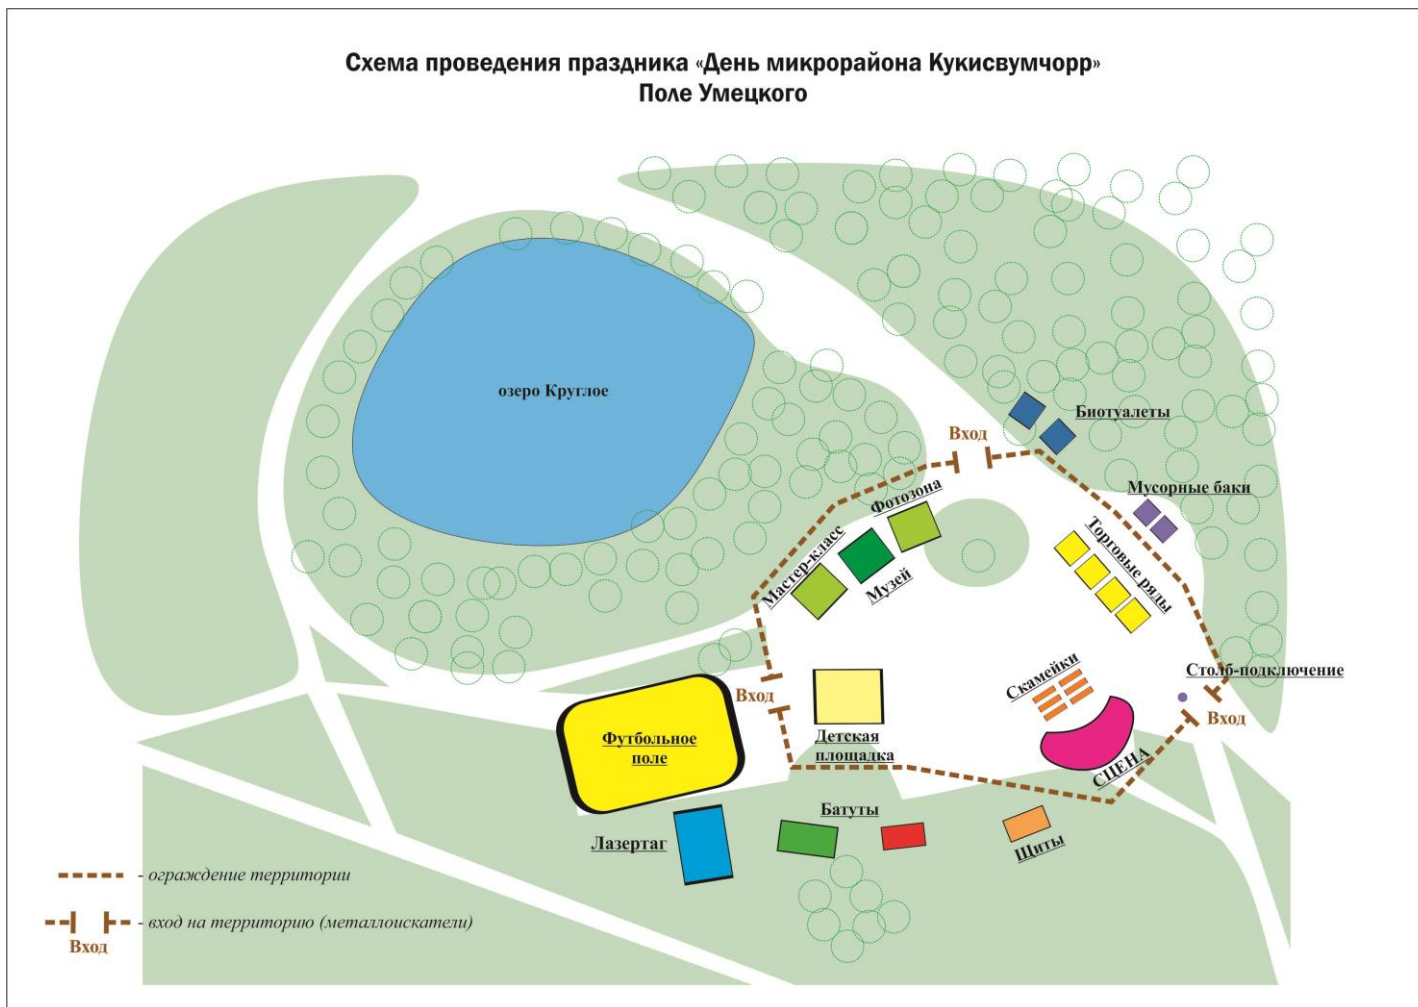 Схема проведения праздника «День микрорайона Кукисвумчорр»
Поле Умецкого
озеро Круглое
Биотуалеты
Вход
Мусорные баки
Фотозона
Торговые ряды
Мастер-класс
Музей
Скамейки
Столб-подключение
Вход
Вход
Футбольное
поле
Детская
площадка
СЦЕНА
Батуты
Лазертаг
Щиты
- ограждение территории
- вход на территорию (металлоискатели)
Вход